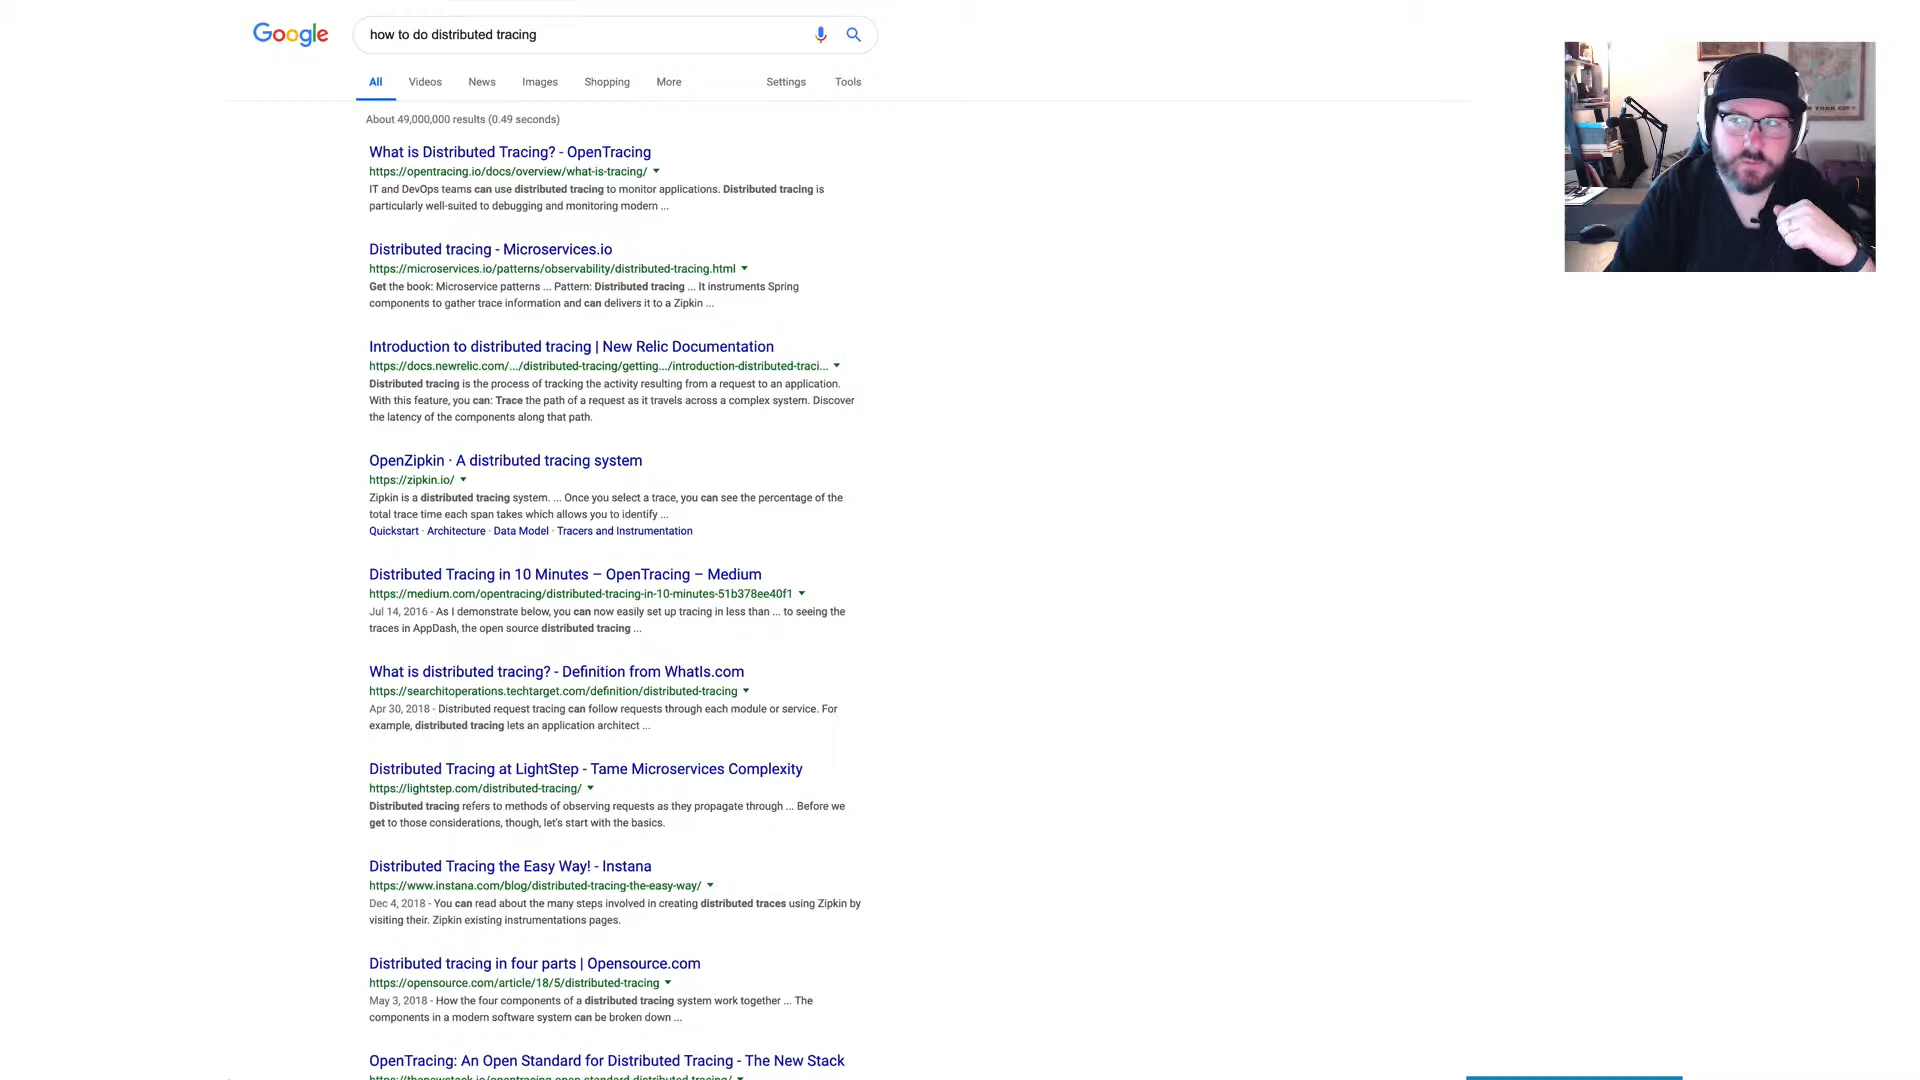 Google
how to do distributed tracing
All Videos News Images Shopping More Settings Tools
About 49,000,000 results (0.49 seconds)
What is Distributed Tracing? - OpenTracing
https://opentracing.io/docs/overview/what-is-tracing/
IT and DevOps teams can use distributed tracing to monitor applications. Distributed tracing is
particularly well-suited to debugging and monitoring modern ...
Distributed tracing - Microservices.io
https://microservices.io/patterns/observability/distributed-tracing.html
Get the book: Microservice patterns ... Pattern: Distributed tracing ... It instruments Spring
components to gather trace information and can delivers it to a Zipkin ...
Introduction to distributed tracing | New Relic Documentation
https://docs.newrelic.com/.../distributed-tracing/getting.../introduction-distributed-traci...
Distributed tracing is the process of tracking the activity resulting from a request to an application.
With this feature, you can: Trace the path of a request as it travels across a complex system. Discover
the latency of the components along that path.
OpenZipkin · A distributed tracing system
https://zipkin.io/
Zipkin is a distributed tracing system. ... Once you select a trace, you can see the percentage of the
total trace time each span takes which allows you to identify ...
Quickstart · Architecture · Data Model · Tracers and Instrumentation
Distributed Tracing in 10 Minutes – OpenTracing – Medium
https://medium.com/opentracing/distributed-tracing-in-10-minutes-51b378ee40f1
Jul 14, 2016 - As I demonstrate below, you can now easily set up tracing in less than ... to seeing the
traces in AppDash, the open source distributed tracing ...
What is distributed tracing? - Definition from WhatIs.com
https://searchitoperations.techtarget.com/definition/distributed-tracing
Apr 30, 2018 - Distributed request tracing can follow requests through each module or service. For
example, distributed tracing lets an application architect ...
Distributed Tracing at LightStep - Tame Microservices Complexity
https://lightstep.com/distributed-tracing/
Distributed tracing refers to methods of observing requests as they propagate through ... Before we
get to those considerations, though, let's start with the basics.
Distributed Tracing the Easy Way! - Instana
https://www.instana.com/blog/distributed-tracing-the-easy-way/
Dec 4, 2018 - You can read about the many steps involved in creating distributed traces using Zipkin by
visiting their. Zipkin existing instrumentations pages.
Distributed tracing in four parts | Opensource.com
https://opensource.com/article/18/5/distributed-tracing
May 3, 2018 - How the four components of a distributed tracing system work together ... The
components in a modern software system can be broken down ...
OpenTracing: An Open Standard for Distributed Tracing - The New Stack
https://thenewstack.io/opentracing-open-standard-distributed-tracing/
YORK CITY